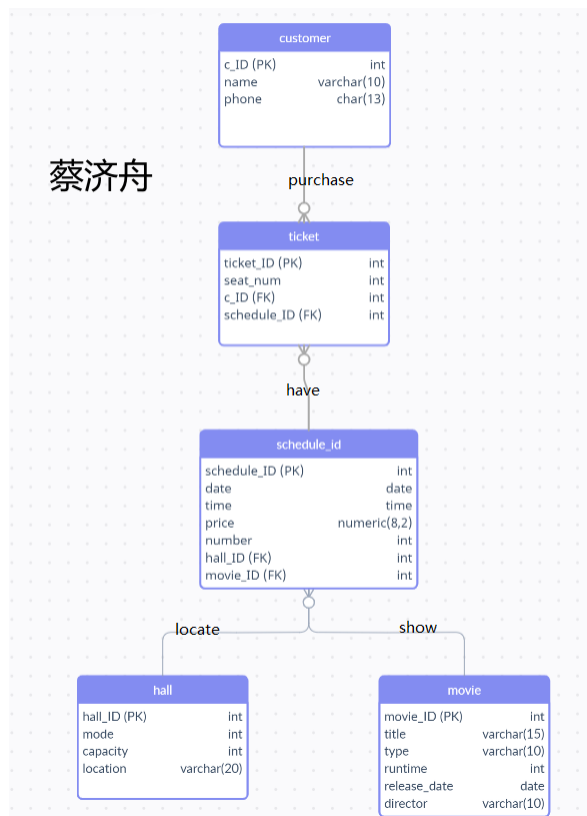 customer
c_ID (PK) int
name varchar(10)
phone char(13)
蔡济舟
purchase
ticket
ticket_ID (PK) int
seat_num int
c_ID (FK) int
schedule_ID (FK) int
have
schedule_id
schedule_ID (PK) int
date date
time time
price numeric(8,2)
number int
hall_ID (FK) int
movie_ID (FK) int
locate show
hall
hall_ID (PK) int
mode int
capacity int
location varchar(20)
movie
movie_ID (PK) int
title varchar(15)
type varchar(10)
runtime int
release_date date
director varchar(10)